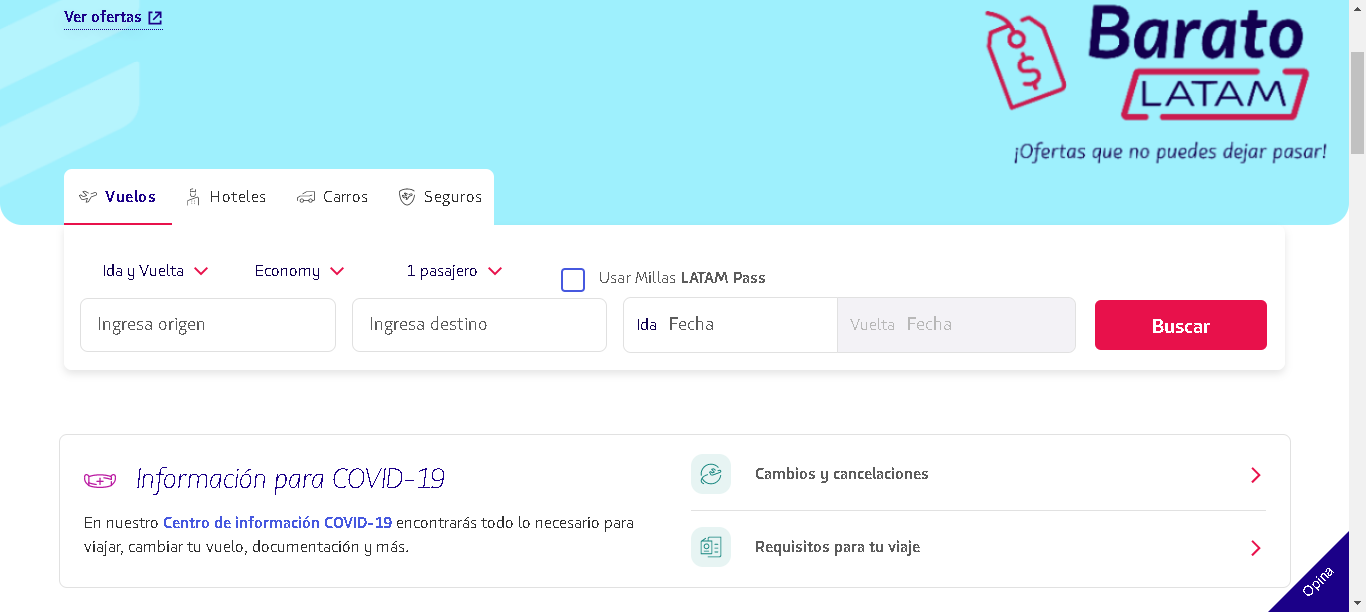 Ver ofertas
Barato
LATAM
¡Ofertas que no puedes dejar pasar!
Vuelos Hoteles Carros Seguros
Ida y Vuelta Economy 1 pasajero Usar Millas LATAM Pass
Ingresa origen Ingresa destino Ida Fecha Vuelta Fecha Buscar
Información para COVID-19
En nuestro Centro de información COVID-19 encontrarás todo lo necesario para
viajar, cambiar tu vuelo, documentación y más.
Cambios y cancelaciones
Requisitos para tu viaje
Opina